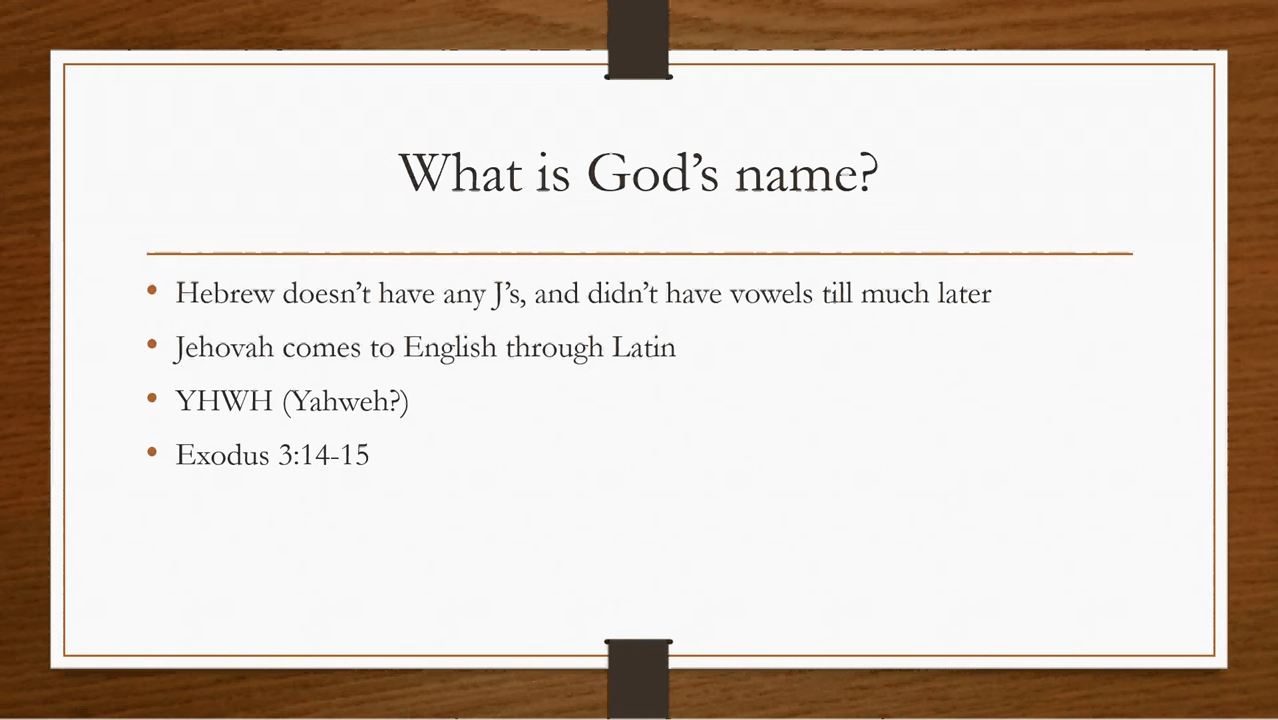 What is God’s name?
• Hebrew doesn’t have any J’s, and didn’t have vowels till much later
• Jehovah comes to English through Latin
• YHWH (Yahweh?)
• Exodus 3:14-15